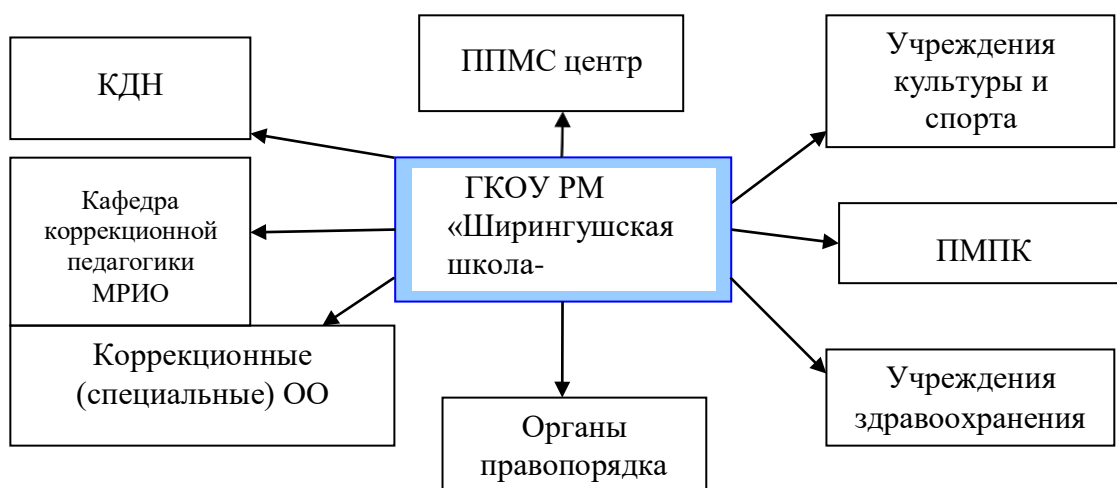 КДН
ППМС центр
Учреждения
культуры и
спорта
Кафедра
коррекционной
педагогики
МРИО
ГКОУ РМ
«Ширингушская
школа-
ПМПК
Коррекционные
(специальные) ОО
Органы
правопорядка
Учреждения
здравоохранения